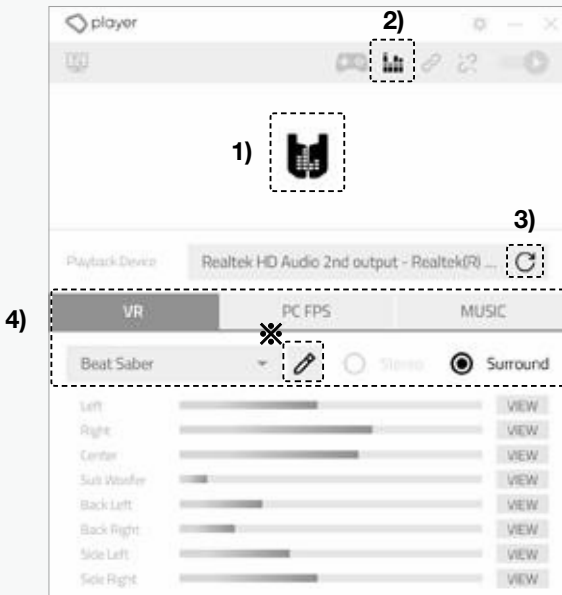 player
2)
1)
3)
Playback Device
Realtek HD Audio 2nd output - Realtek(R) ...
4)
VR
PC FPS
MUSIC
※
Beat Saber
Stereo
Surround
Left
VIEW
Right
VIEW
Center
VIEW
Sub Woofer
VIEW
Back Left
VIEW
Back Right
VIEW
Side Left
VIEW
Side Right
VIEW